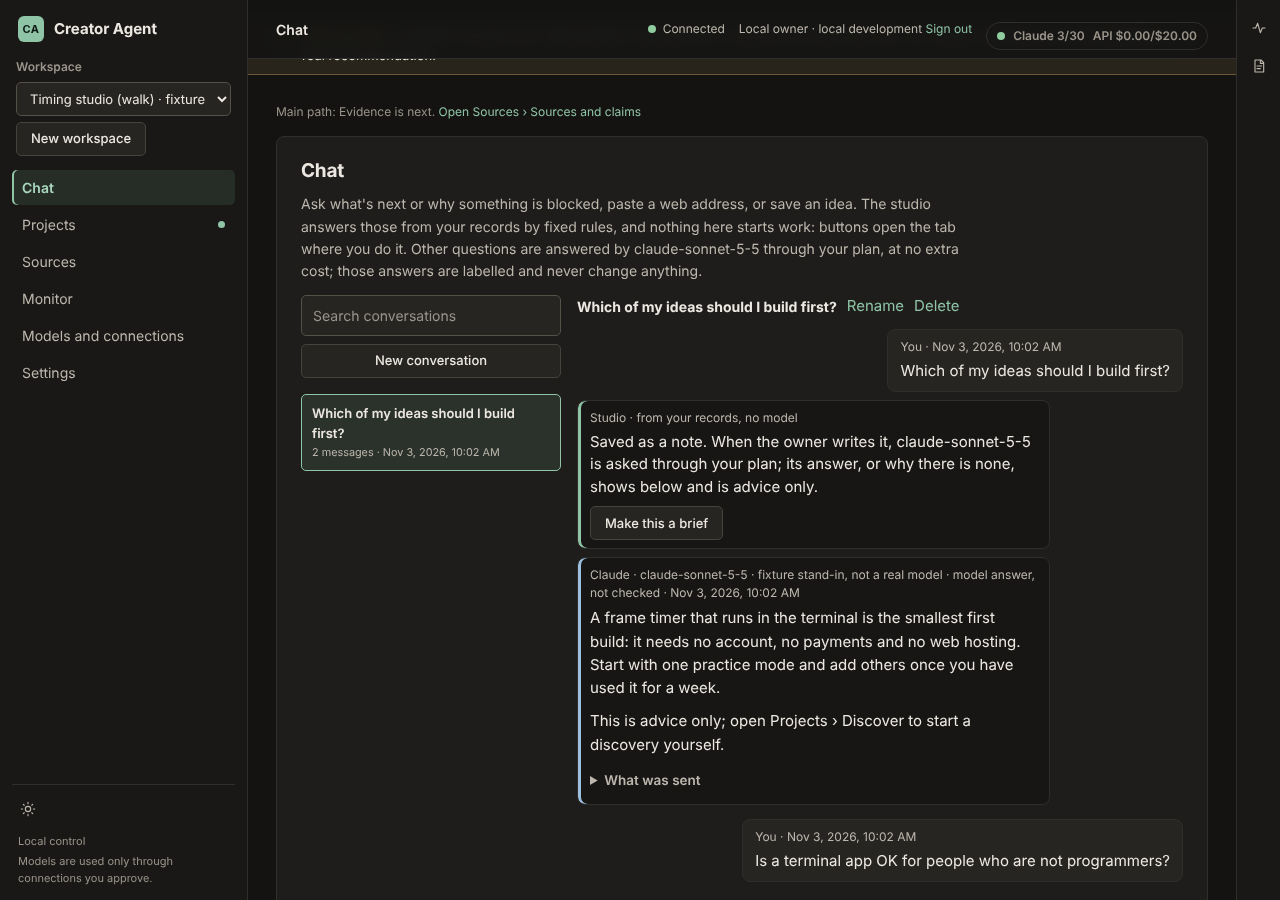 CA Creator Agent
Workspace
Timing studio (walk) · fixture
New workspace
Chat
Projects
Sources
Monitor
Models and connections
Settings
Local control
Models are used only through
connections you approve.
Chat
Connected Local owner · local development Sign out
Claude 3/30 API $0.00/$20.00
Main path: Evidence is next. Open Sources › Sources and claims
Chat
Ask what's next or why something is blocked, paste a web address, or save an idea. The studio
answers those from your records by fixed rules, and nothing here starts work: buttons open the tab
where you do it. Other questions are answered by claude-sonnet-5-5 through your plan, at no extra
cost; those answers are labelled and never change anything.
Search conversations
New conversation
Which of my ideas should I build
first?
2 messages · Nov 3, 2026, 10:02 AM
Which of my ideas should I build first? Rename Delete
You · Nov 3, 2026, 10:02 AM
Which of my ideas should I build first?
Studio · from your records, no model
Saved as a note. When the owner writes it, claude-sonnet-5-5
is asked through your plan; its answer, or why there is none,
shows below and is advice only.
Make this a brief
Claude · claude-sonnet-5-5 · fixture stand-in, not a real model · model answer,
not checked · Nov 3, 2026, 10:02 AM
A frame timer that runs in the terminal is the smallest first
build: it needs no account, no payments and no web hosting.
Start with one practice mode and add others once you have
used it for a week.
This is advice only; open Projects › Discover to start a
discovery yourself.
What was sent
You · Nov 3, 2026, 10:02 AM
Is a terminal app OK for people who are not programmers?